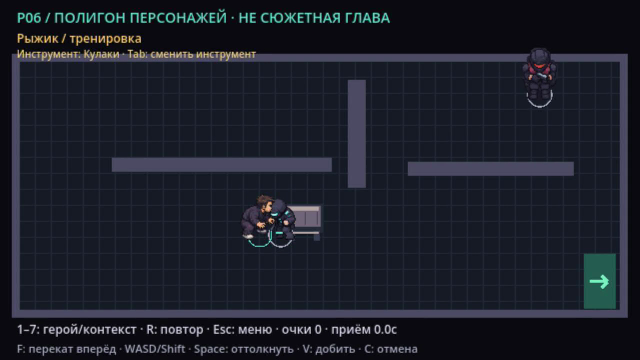 P06 / ПОЛИГОН ПЕРСОНАЖЕЙ · НЕ СЮЖЕТНАЯ ГЛАВА
Рыжик / тренировка
Инструмент: Кулаки · Tab: сменить инструмент
1–7: герой/контекст · R: повтор · Esc: меню · очки 0 · приём 0.0с
F: перекат вперёд · WASD/Shift · Space: оттолкнуть · V: добить · C: отмена